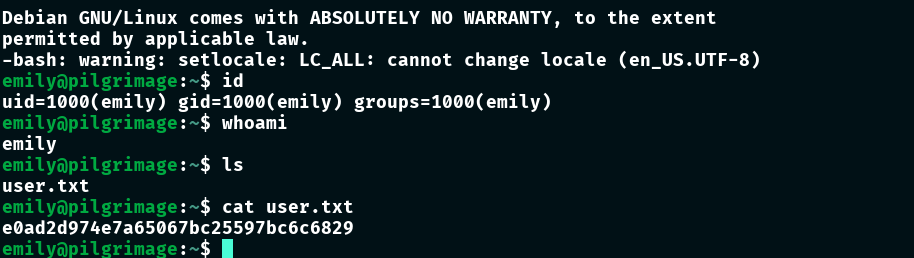 Debian GNU/Linux comes with ABSOLUTELY NO WARRANTY, to the extent
permitted by applicable law.
-bash: warning: setlocale: LC_ALL: cannot change locale (en_US.UTF-8)
emily@pilgrimage:~$ id
uid=1000(emily) gid=1000(emily) groups=1000(emily)
emily@pilgrimage:~$ whoami
emily
emily@pilgrimage:~$ ls
user.txt
emily@pilgrimage:~$ cat user.txt
e0ad2d974e7a65067bc25597bc6c6829
emily@pilgrimage:~$